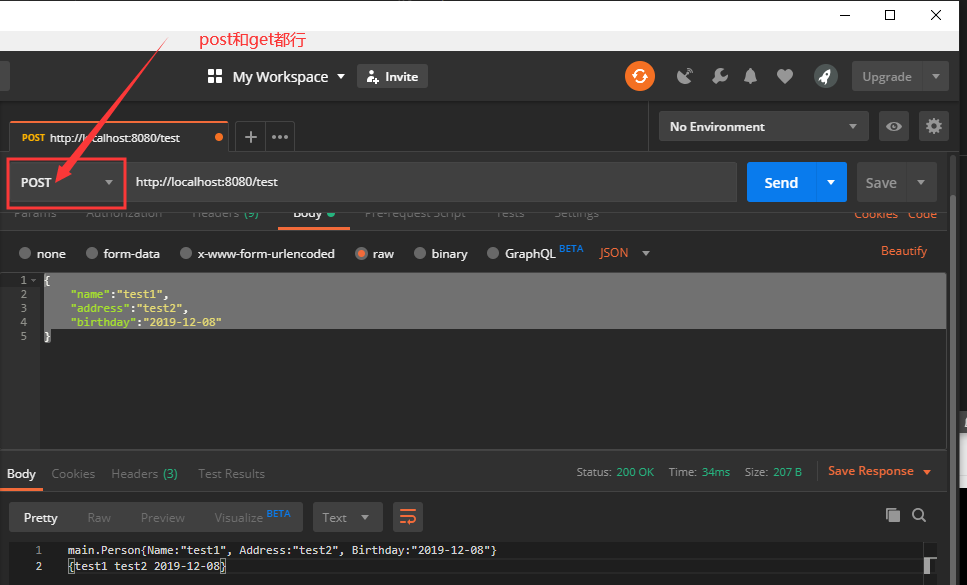 post和get都行
My Workspace
Invite
Upgrade
POST http://localhost:8080/test
No Environment
POST
http://localhost:8080/test
Send
Save
Params Authorization Headers (9) Body Pre-request Script Tests Settings Cookies Code
none form-data x-www-form-urlencoded raw binary GraphQL BETA JSON Beautify
1 {
2 "name":"test1",
3 "address":"test2",
4 "birthday":"2019-12-08"
5 }
Body Cookies Headers (3) Test Results Status: 200 OK Time: 34ms Size: 207 B Save Response
Pretty Raw Preview Visualize BETA Text
1 main.Person{Name:"test1", Address:"test2", Birthday:"2019-12-08"}
2 {test1 test2 2019-12-08}